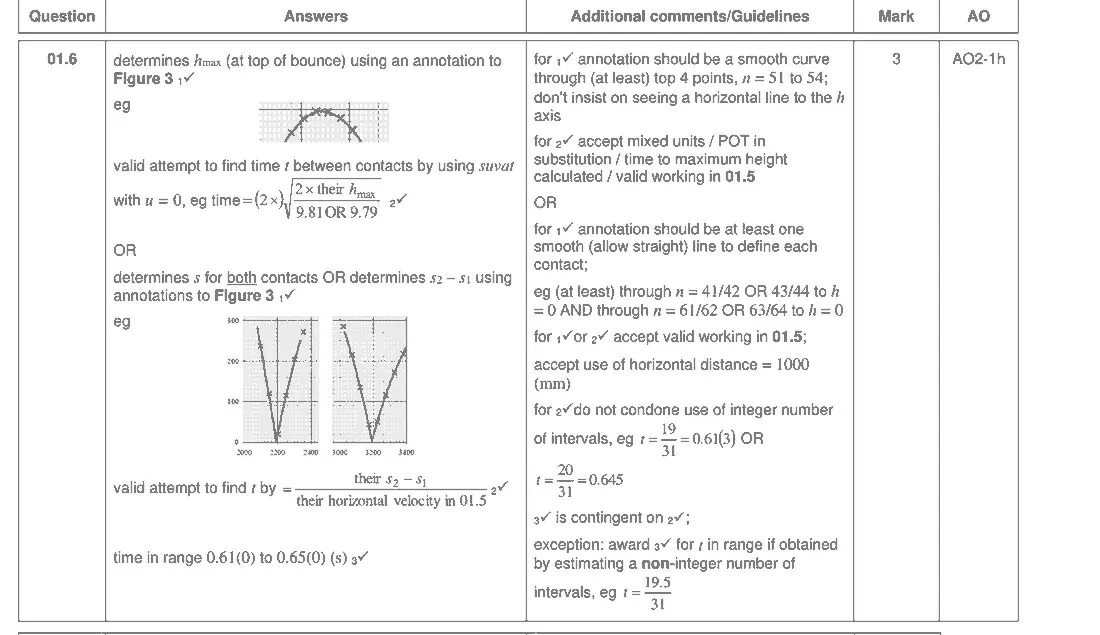 Question Answers Additional comments/Guidelines Mark AO
01.6
determines hmax (at top of bounce) using an annotation to
Figure 3 1✓
eg
valid attempt to find time t between contacts by using suvat
with u = 0, eg time = (2 ×)√(2 × their hmax / 9.81 OR 9.79) 2✓
OR
determines s for both contacts OR determines s2 – s1 using
annotations to Figure 3 1✓
eg
300
200
100
0
2000 2200 2400 3000 3200 3400
valid attempt to find t by = their s2 – s1 / their horizontal velocity in 01.5 2✓
time in range 0.61(0) to 0.65(0) (s) 3✓
for 1✓ annotation should be a smooth curve
through (at least) top 4 points, n = 51 to 54;
don't insist on seeing a horizontal line to the h
axis
for 2✓ accept mixed units / POT in
substitution / time to maximum height
calculated / valid working in 01.5
OR
for 1✓ annotation should be at least one
smooth (allow straight) line to define each
contact;
eg (at least) through n = 41/42 OR 43/44 to h
= 0 AND through n = 61/62 OR 63/64 to h = 0
for 1✓or 2✓ accept valid working in 01.5;
accept use of horizontal distance = 1000
(mm)
for 2✓do not condone use of integer number
of intervals, eg t = 19/31 = 0.61(3) OR
t = 20/31 = 0.645
3✓ is contingent on 2✓;
exception: award 3✓ for t in range if obtained
by estimating a non-integer number of
intervals, eg t = 19.5/31
3
AO2-1h